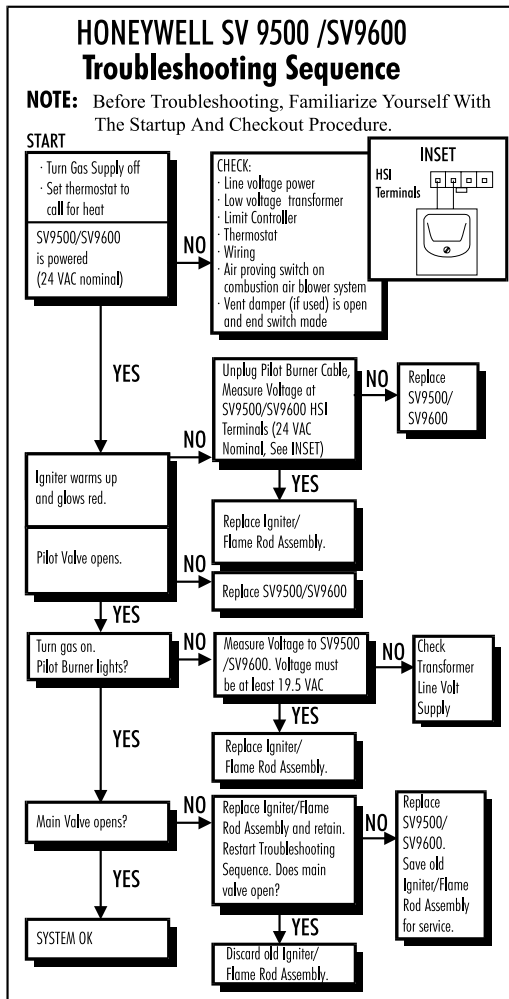 HONEYWELL SV 9500 /SV9600
Troubleshooting Sequence
NOTE: Before Troubleshooting, Familiarize Yourself With
The Startup And Checkout Procedure.
START
· Turn Gas Supply off
· Set thermostat to
call for heat
SV9500/SV9600
is powered
(24 VAC nominal)
NO
CHECK:
· Line voltage power
· Low voltage transformer
· Limit Controller
· Thermostat
· Wiring
· Air proving switch on
combustion air blower system
· Vent damper (if used) is open
and end switch made
INSET
HSI
Terminals
YES
Igniter warms up
and glows red.
NO
Unplug Pilot Burner Cable,
Measure Voltage at
SV9500/SV9600 HSI
Terminals (24 VAC
Nominal, See INSET)
NO
Replace
SV9500/
SV9600
YES
Replace Igniter/
Flame Rod Assembly.
Pilot Valve opens.
NO
Replace SV9500/SV9600
YES
Turn gas on.
Pilot Burner lights?
NO
Measure Voltage to SV9500
/SV9600. Voltage must
be at least 19.5 VAC
NO
Check
Transformer
Line Volt
Supply
YES
Replace Igniter/
Flame Rod Assembly.
YES
Main Valve opens?
NO
Replace Igniter/Flame
Rod Assembly and retain.
Restart Troubleshooting
Sequence. Does main
valve open?
NO
Replace
SV9500/
SV9600.
Save old
Igniter/Flame
Rod Assembly
for service.
YES
SYSTEM OK
YES
Discard old Igniter/
Flame Rod Assembly.